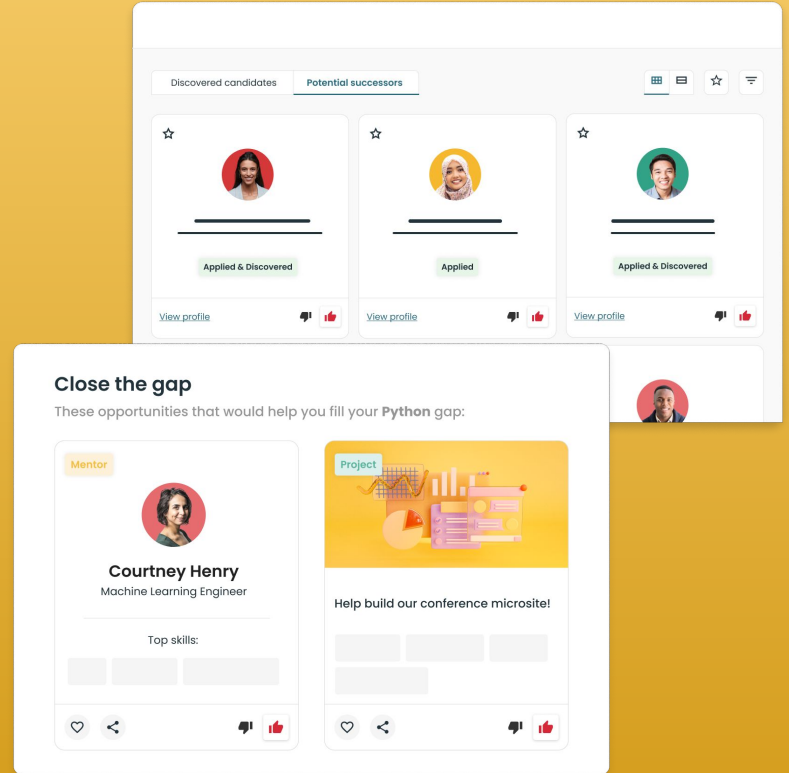 Discovered candidates
Potential successors
Applied & Discovered
Applied
Applied & Discovered
View profile
View profile
View profile
Close the gap
These opportunities that would help you fill your Python gap:
Mentor
Courtney Henry
Machine Learning Engineer
Top skills:
Project
Help build our conference microsite!